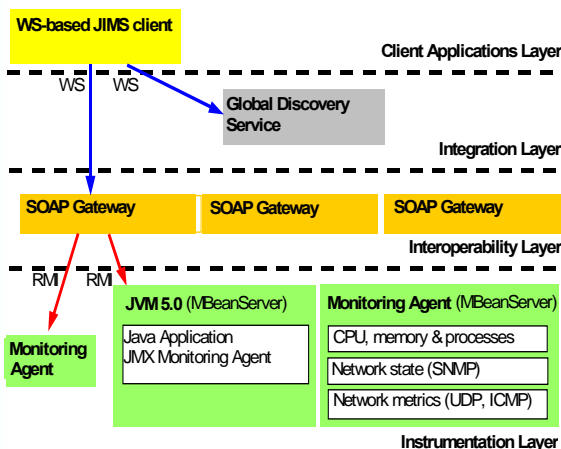 WS-based JIMS client
Client Applications Layer
WS WS
Global Discovery
Service
Integration Layer
SOAP Gateway SOAP Gateway SOAP Gateway
Interoperability Layer
RMI RMI
JVM 5.0 (MBeanServer)
Java Application
JMX Monitoring Agent
Monitoring
Agent
Monitoring Agent (MBeanServer)
CPU, memory & processes
Network state (SNMP)
Network metrics (UDP, ICMP)
Instrumentation Layer